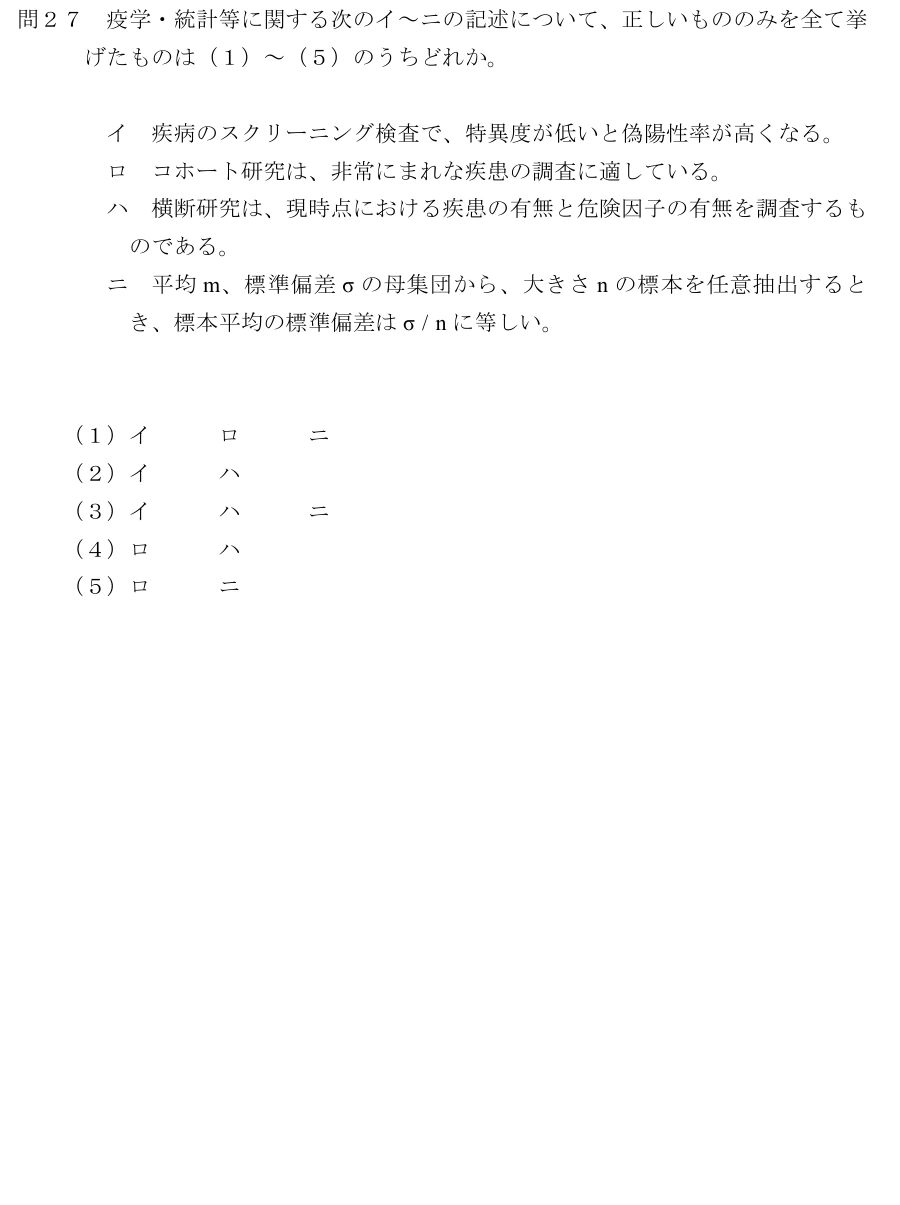 問２７　疫学・統計等に関する次のイ～ニの記述について、正しいもののみを全て挙
げたものは（１）～（５）のうちどれか。
イ　疾病のスクリーニング検査で、特異度が低いと偽陽性率が高くなる。
ロ　コホート研究は、非常にまれな疾患の調査に適している。
ハ　横断研究は、現時点における疾患の有無と危険因子の有無を調査するも
のである。
ニ　平均 m、標準偏差 σ の母集団から、大きさ n の標本を任意抽出すると
き、標本平均の標準偏差は σ / n に等しい。
（１）イ　　　ロ　　　ニ
（２）イ　　　ハ
（３）イ　　　ハ　　　ニ
（４）ロ　　　ハ
（５）ロ　　　ニ